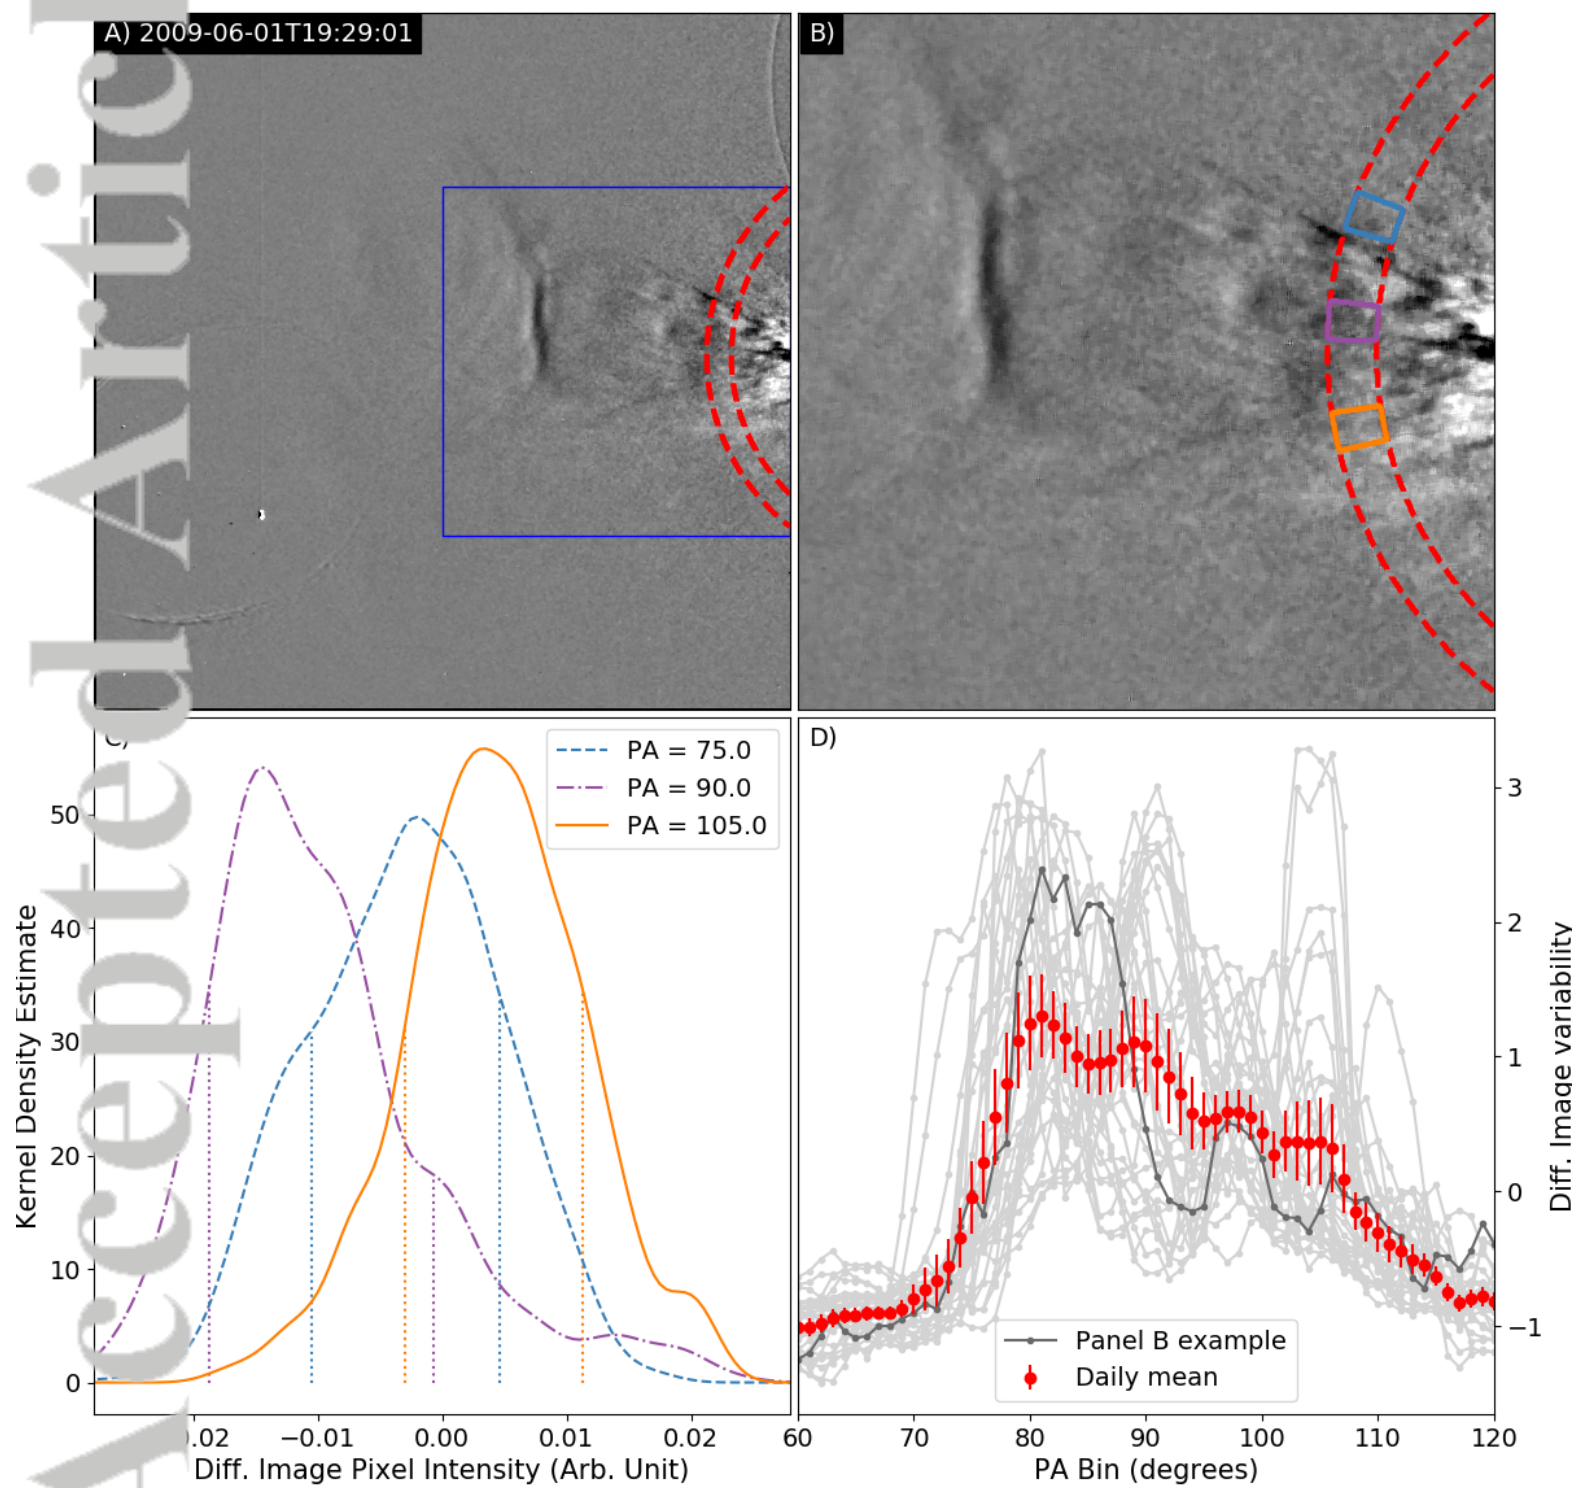 A) 2009-06-01T19:29:01
B)
C)
PA = 75.0
PA = 90.0
PA = 105.0
50
40
30
20
10
0
Kernel Density Estimate
−0.01
0.00
0.01
0.02
Diff. Image Pixel Intensity (Arb. Unit)
D)
3
2
1
0
−1
Diff. Image variability
Panel B example
Daily mean
60
70
80
90
100
110
120
PA Bin (degrees)
Accepted Articl